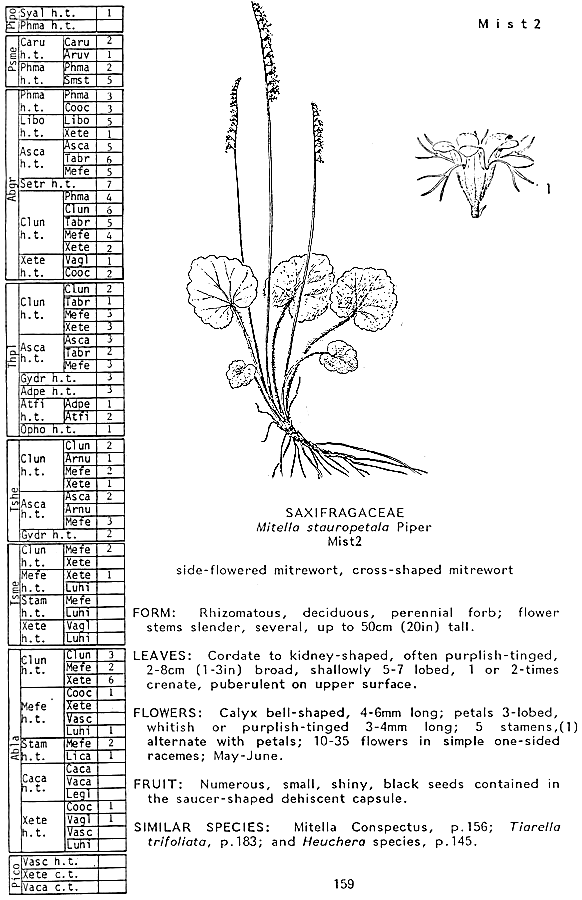 Mist2
1
Pipo
Syal h.t. 1
Phma h.t.
Psme
Caru Caru 2
h.t. Aruv 1
Phma Phma 2
h.t. Smst 5
Abgr
Phma Phma 3
h.t. Cooc 3
Libo Libo 5
h.t. Xete 1
Asca Asca 5
h.t. Tabr 6
Mefe 5
Setr h.t. 7
Phma 4
Clun 6
Clun Tabr 5
h.t. Mefe 4
Xete 2
Xete Vagl 1
h.t. Cooc 2
Thpl
Clun 2
Clun Tabr 1
h.t. Mefe 3
Xete 3
Asca Asca 3
h.t. Tabr 2
Mefe 3
Gydr h.t. 3
Adpe h.t. 3
Atfi Adpe 1
h.t. Atfi 2
Opho h.t. 1
Tshe
Clun 2
Clun Arnu 1
h.t. Mefe 2
Xete 1
Asca Asca 2
h.t. Arnu
Mefe 3
Gydr h.t. 2
Tsme
Clun Mefe 2
h.t. Xete
Mefe Xete 1
h.t. Luhi
Stam Mefe
h.t. Luhi
Xete Vagl
h.t. Luhi
Abla
Clun Clun 3
h.t. Mefe 2
Xete 6
Cooc 1
Mefe Xete
h.t. Vasc
Luhi 1
Stam Mefe 2
h.t. Lica 1
Caca Caca
h.t. Vaca
Legl
Cooc 1
Xete Vagl 1
h.t. Vasc
Luhi
Pico
Vasc h.t.
Xete c.t.
Vaca c.t.
SAXIFRAGACEAE
Mitella stauropetala Piper
Mist2
side-flowered mitrewort, cross-shaped mitrewort
FORM: Rhizomatous, deciduous, perennial forb; flower
stems slender, several, up to 50cm (20in) tall.
LEAVES: Cordate to kidney-shaped, often purplish-tinged,
2-8cm (1-3in) broad, shallowly 5-7 lobed, 1 or 2-times
crenate, puberulent on upper surface.
FLOWERS: Calyx bell-shaped, 4-6mm long; petals 3-lobed,
whitish or purplish-tinged 3-4mm long; 5 stamens,(1)
alternate with petals; 10-35 flowers in simple one-sided
racemes; May-June.
FRUIT: Numerous, small, shiny, black seeds contained in
the saucer-shaped dehiscent capsule.
SIMILAR SPECIES: Mitella Conspectus, p.156; Tiarella
trifoliata, p.183; and Heuchera species, p.145.
159